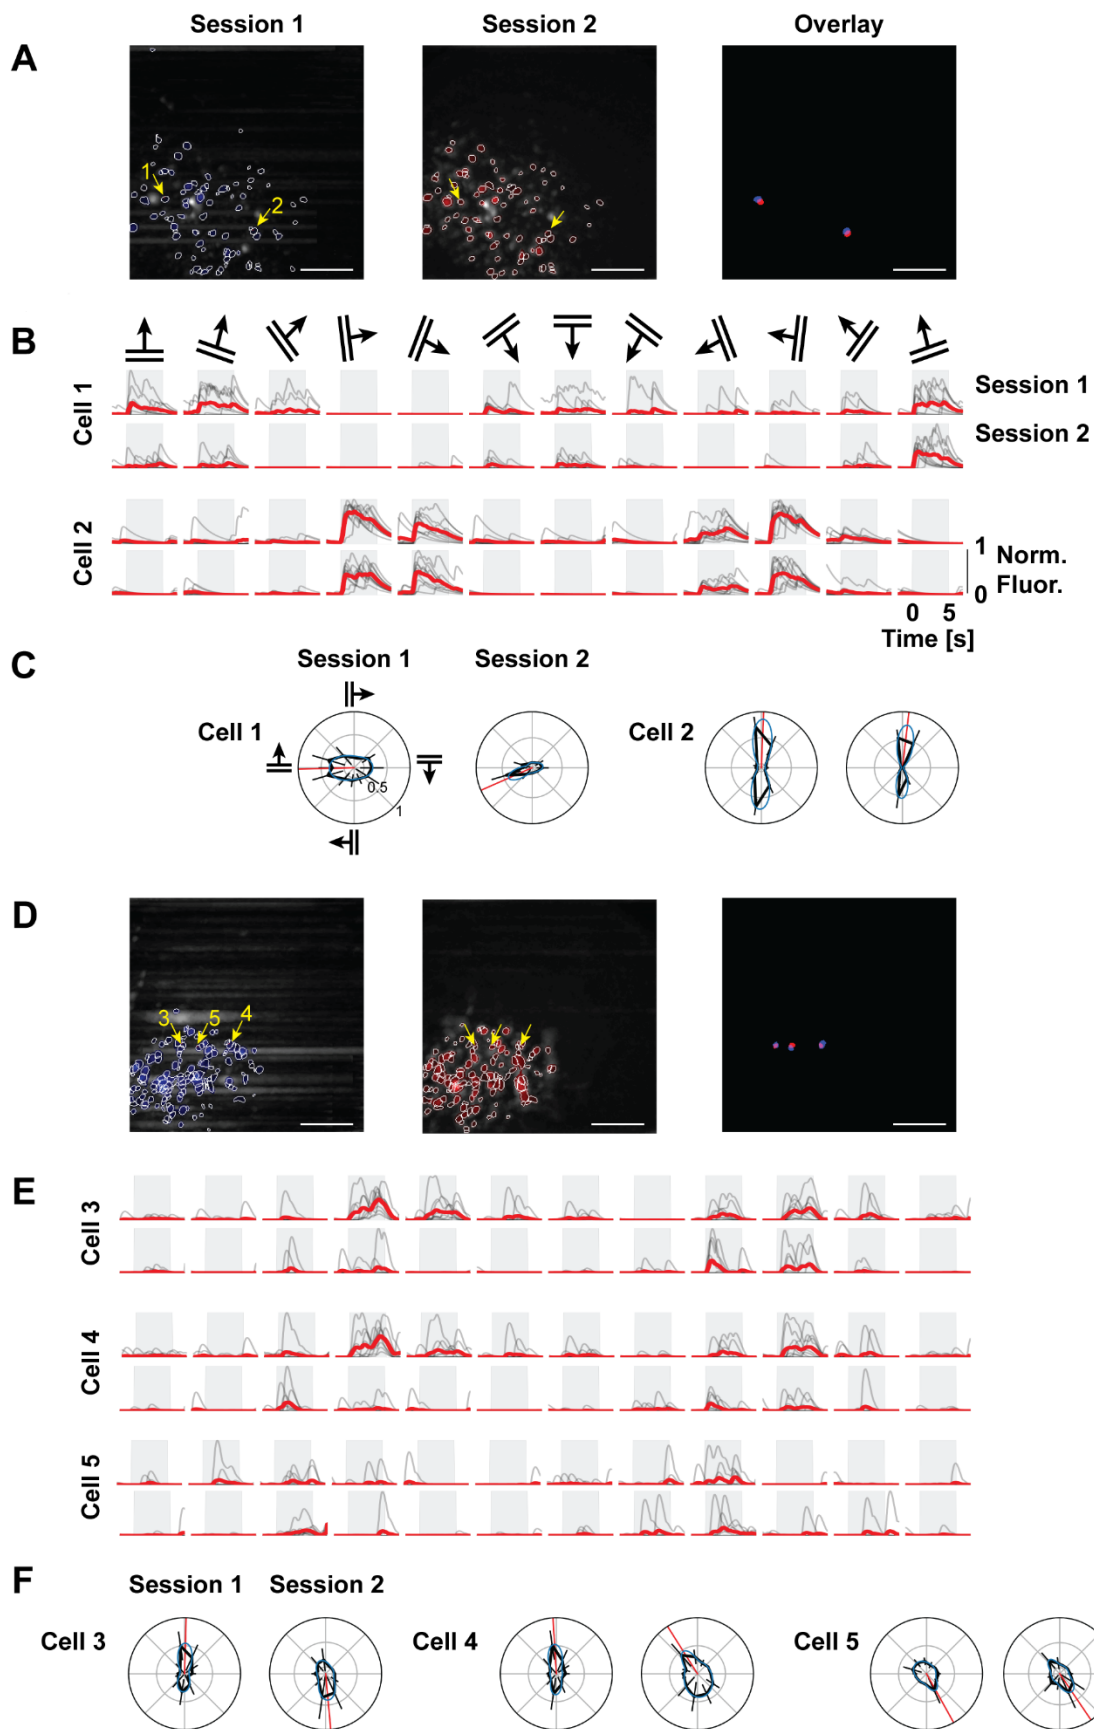 Session 1 Session 2 Overlay
A
1
2
B
Cell 1
Session 1
Session 2
Cell 2
1
Norm.
Fluor.
0
0 5
Time [s]
C
Session 1 Session 2
Cell 1
Cell 2
0.5
1
D
3 5 4
E
Cell 3
Cell 4
Cell 5
F
Session 1 Session 2
Cell 3 Cell 4 Cell 5